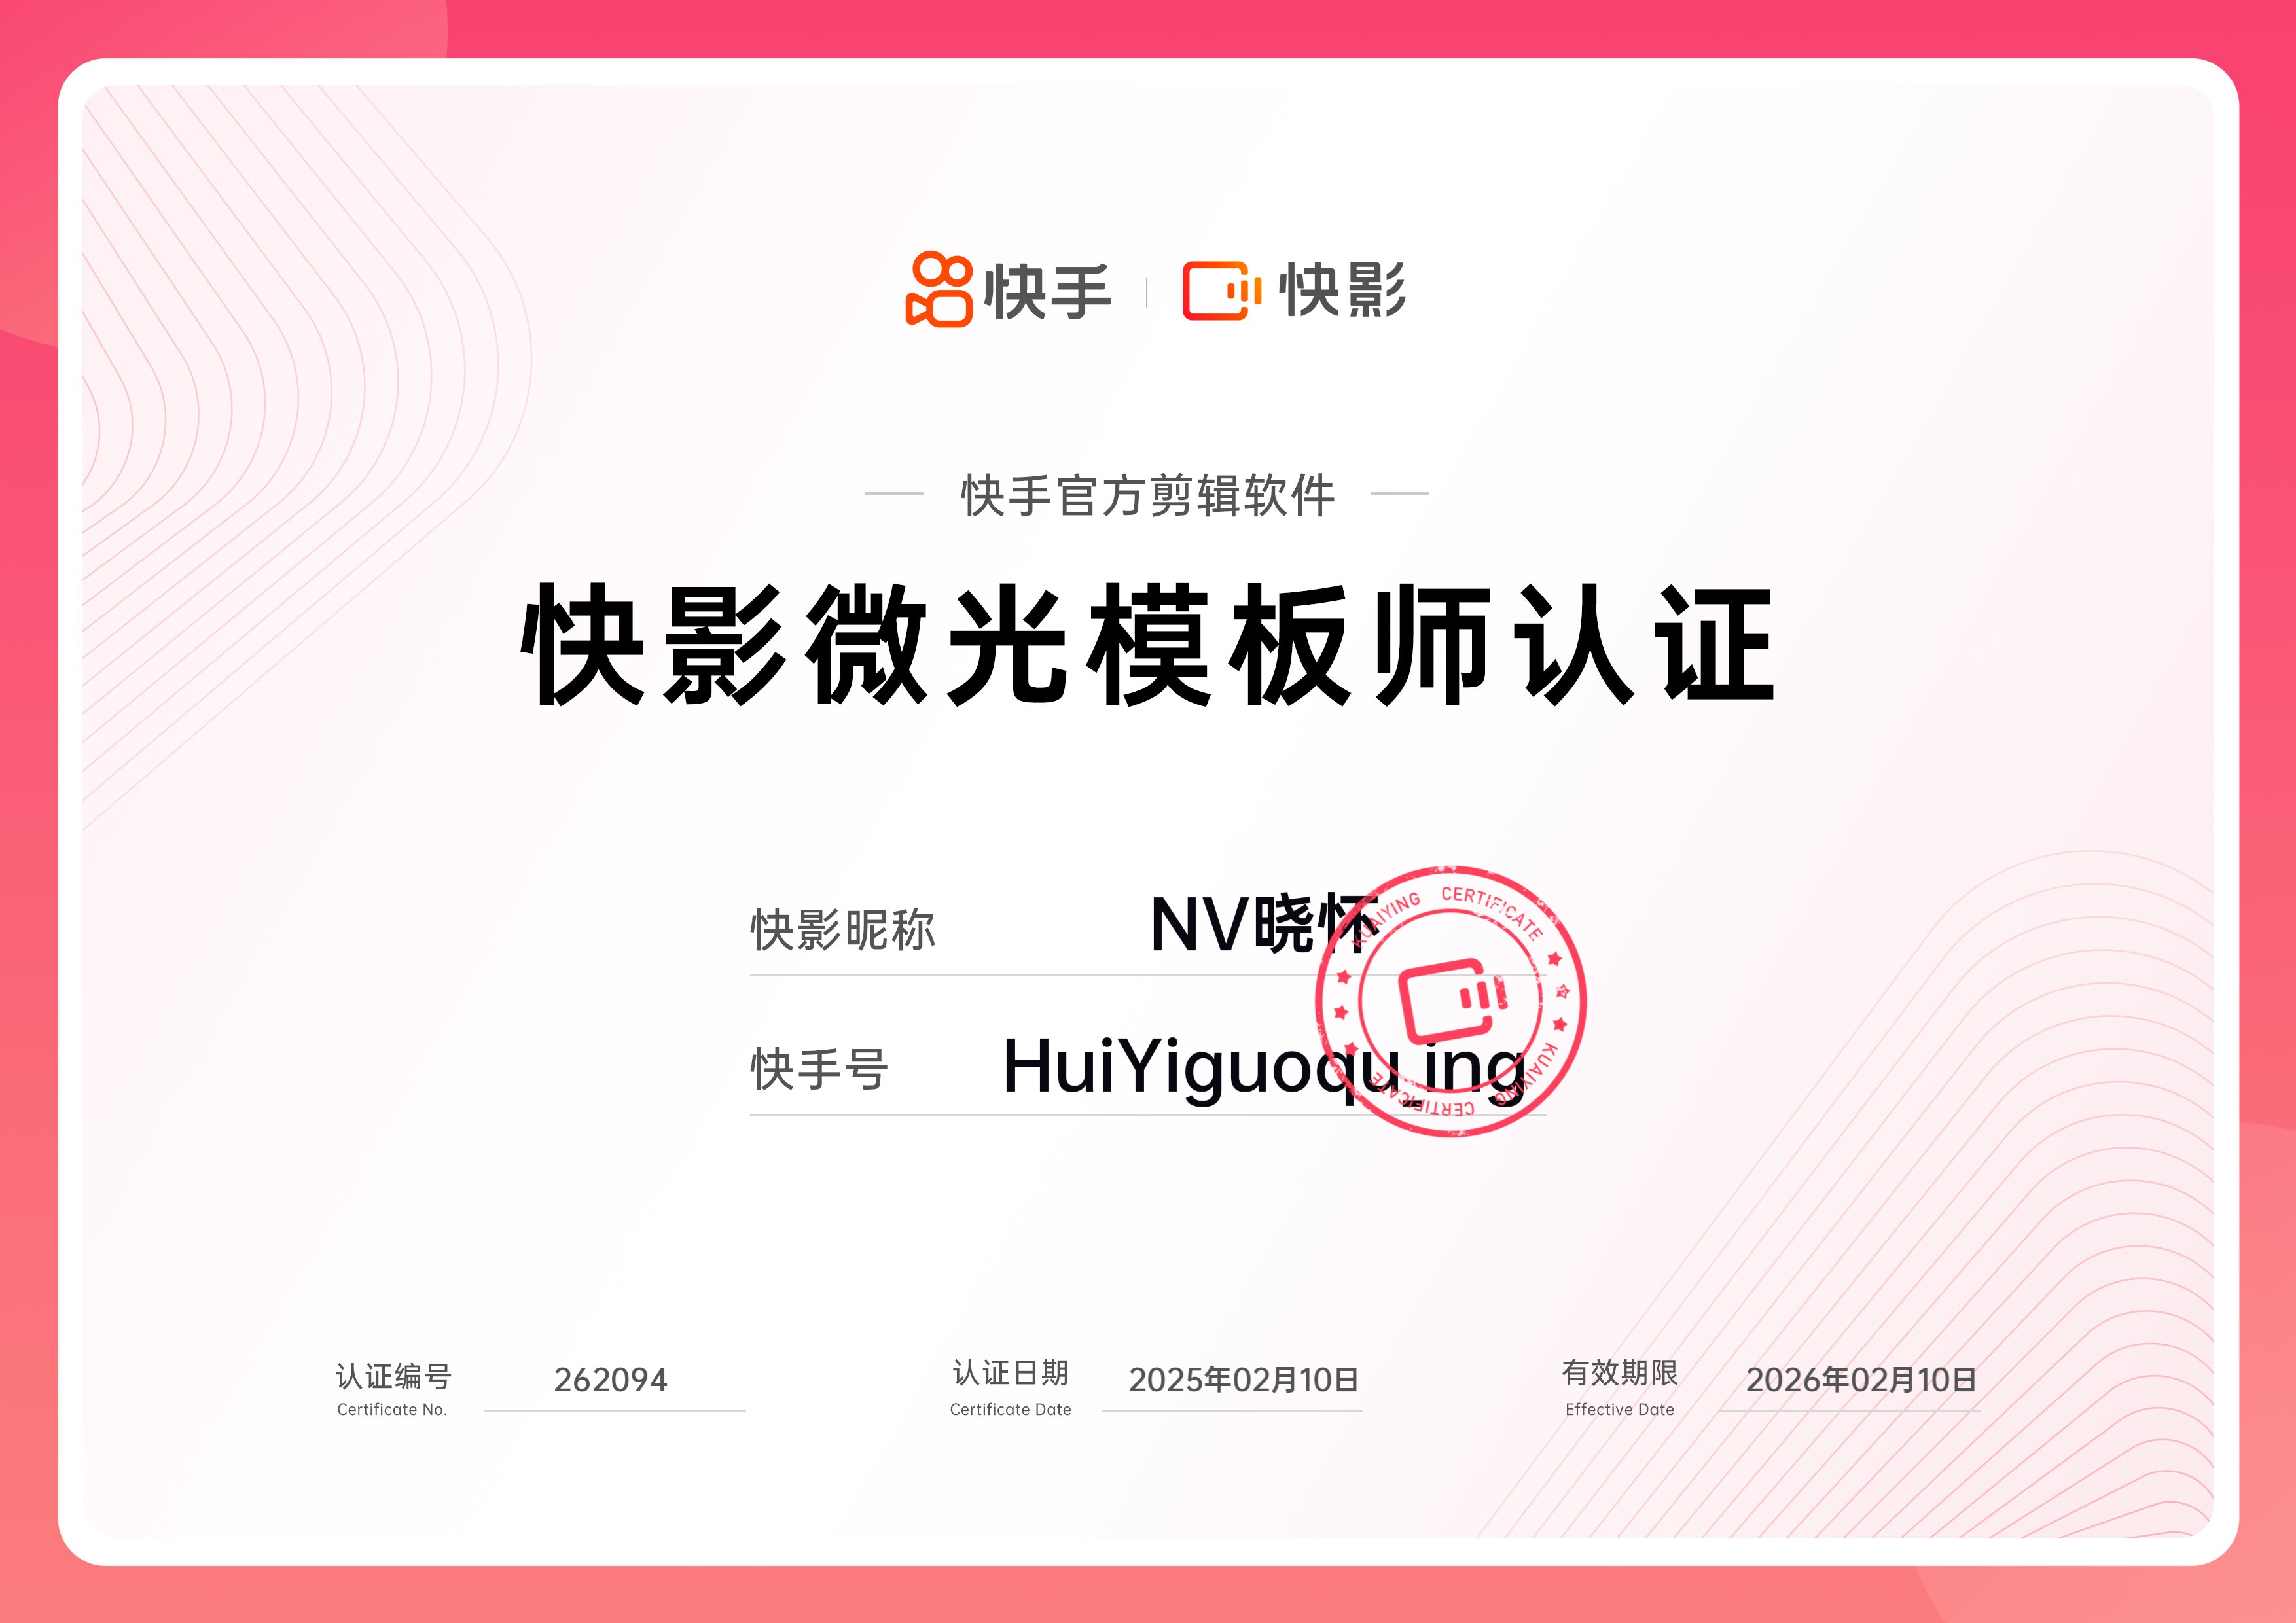 快手 | 快影
快手官方剪辑软件
快影微光模板师认证
快影昵称 NV晓怀
快手号 HuiYiguoqu_ing
KUAIYING CERTIFICATE
KUAIYING CERTIFICATE
认证编号 262094
Certificate No.
认证日期 2025年02月10日
Certificate Date
有效期限 2026年02月10日
Effective Date